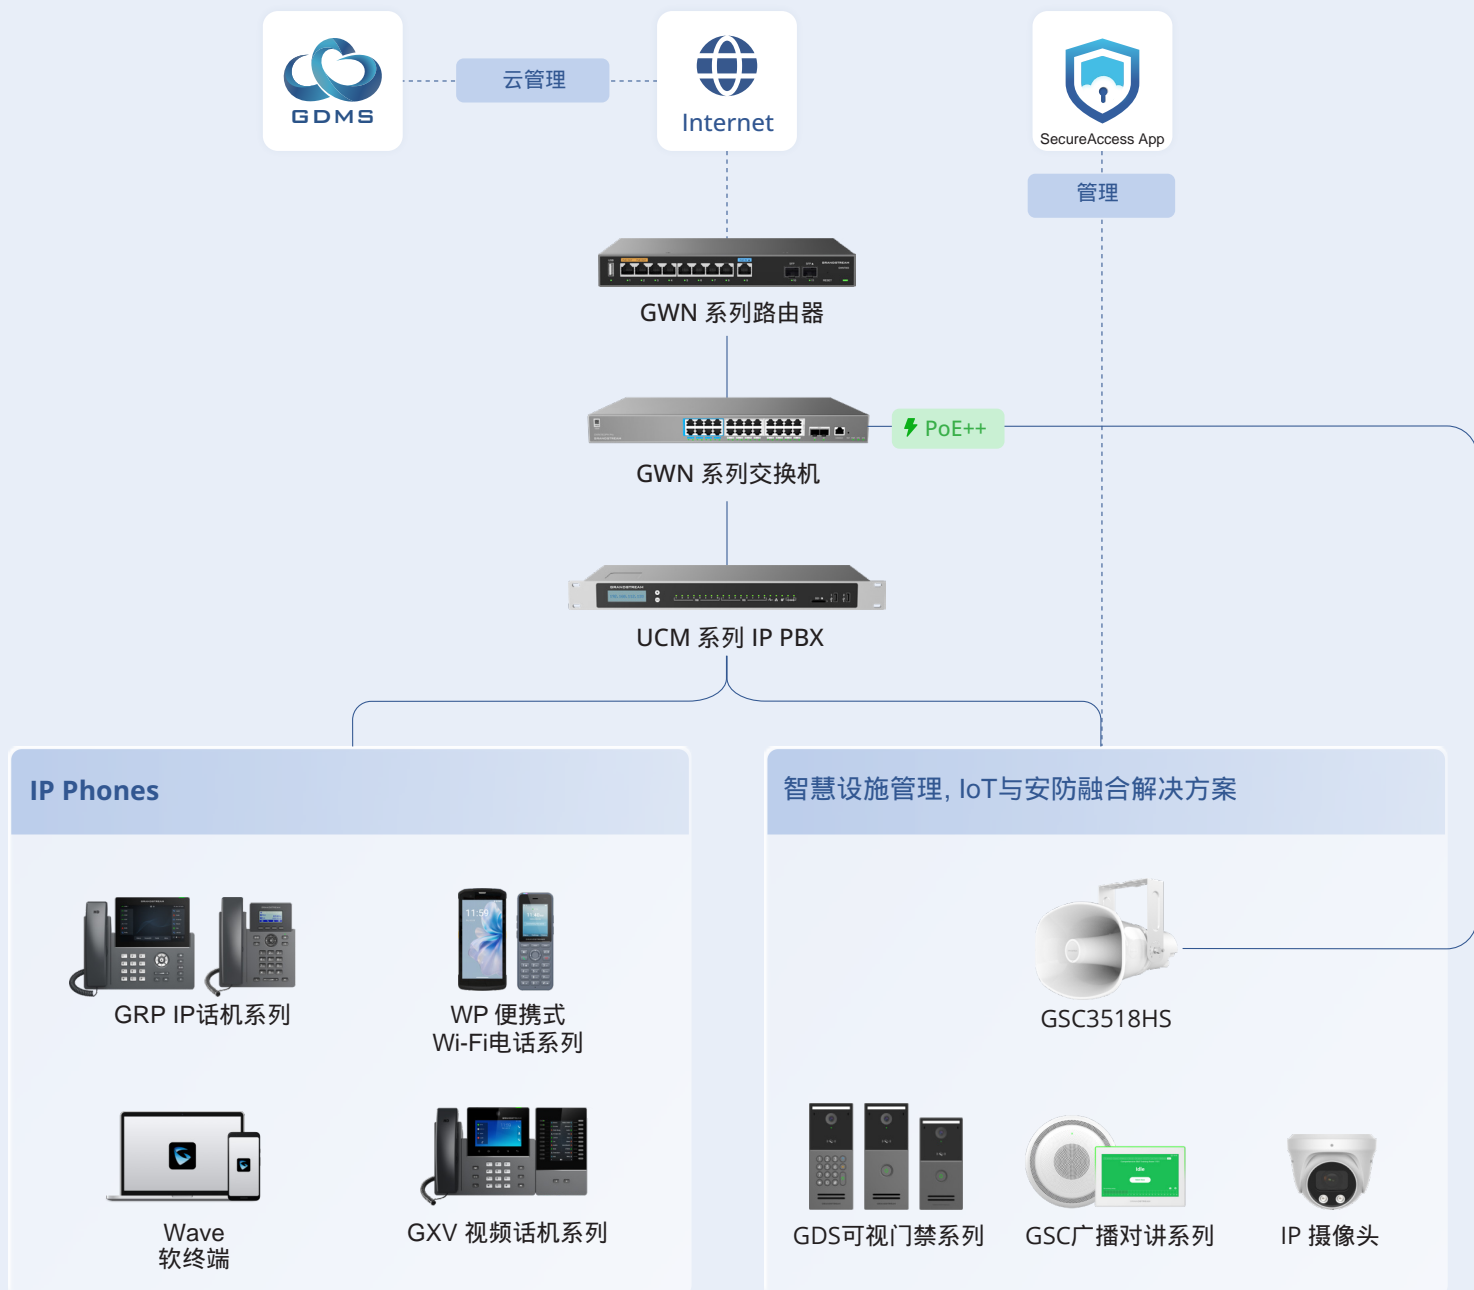 GDMS
云管理
Internet
SecureAccess App
管理
GWN 系列路由器
PoE++
GWN 系列交换机
UCM 系列 IP PBX
IP Phones
智慧设施管理, IoT与安防融合解决方案
11:59
GRP IP话机系列
WP 便携式
Wi-Fi电话系列
GSC3518HS
Idle
Wave
软终端
GXV 视频话机系列
GDS可视门禁系列
GSC广播对讲系列
IP 摄像头